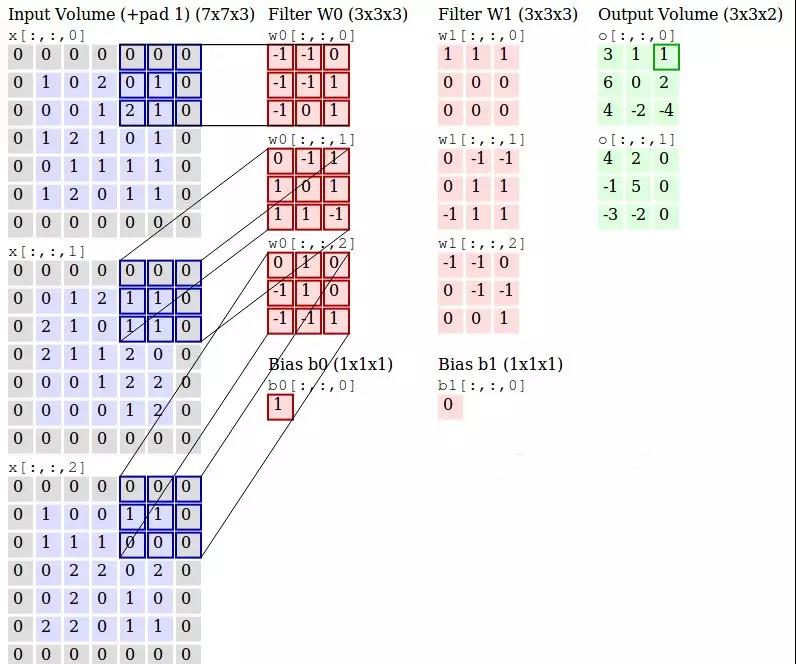 Input Volume (+pad 1) (7x7x3)
x[:,:,0]
0 0 0 0 0 0 0
0 1 0 2 0 1 0
0 0 0 1 2 1 0
0 1 2 1 0 1 0
0 0 1 1 1 1 0
0 1 2 0 1 1 0
0 0 0 0 0 0 0
x[:,:,1]
0 0 0 0 0 0 0
0 0 1 2 1 1 0
0 2 1 0 1 1 0
0 2 1 1 2 0 0
0 0 0 1 2 2 0
0 0 0 0 1 2 0
0 0 0 0 0 0 0
x[:,:,2]
0 0 0 0 0 0 0
0 1 0 0 1 1 0
0 1 1 1 0 0 0
0 0 2 2 0 2 0
0 0 2 0 1 0 0
0 2 2 0 1 1 0
0 0 0 0 0 0 0
Filter W0 (3x3x3)
w0[:,:,0]
-1 -1 0
-1 -1 1
-1 0 1
w0[:,:,1]
0 -1 1
1 0 1
1 1 -1
w0[:,:,2]
0 1 0
-1 1 0
-1 -1 1
Bias b0 (1x1x1)
b0[:,:,0]
1
Filter W1 (3x3x3)
w1[:,:,0]
1 1 1
0 0 0
0 0 0
w1[:,:,1]
0 -1 -1
0 1 1
-1 1 1
w1[:,:,2]
-1 -1 0
0 -1 -1
0 0 1
Bias b1 (1x1x1)
b1[:,:,0]
0
Output Volume (3x3x2)
o[:,:,0]
3 1 1
6 0 2
4 -2 -4
o[:,:,1]
4 2 0
-1 5 0
-3 -2 0